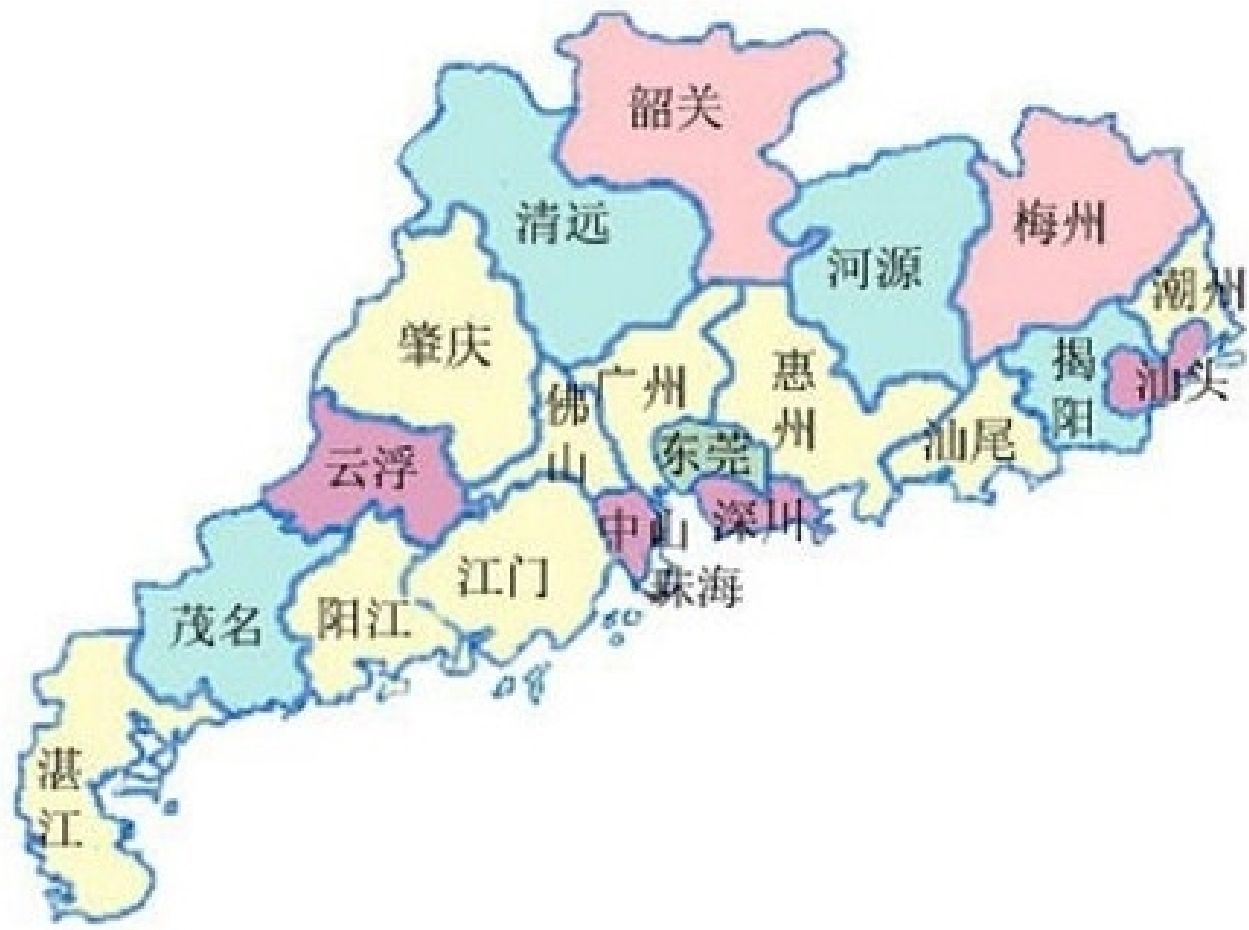 韶关
清远
梅州
河源
潮州
肇庆
揭
阳
汕头
惠
州
广州
佛
山
汕尾
东莞
云浮
中山
深川
珠海
江门
阳江
茂名
湛
江